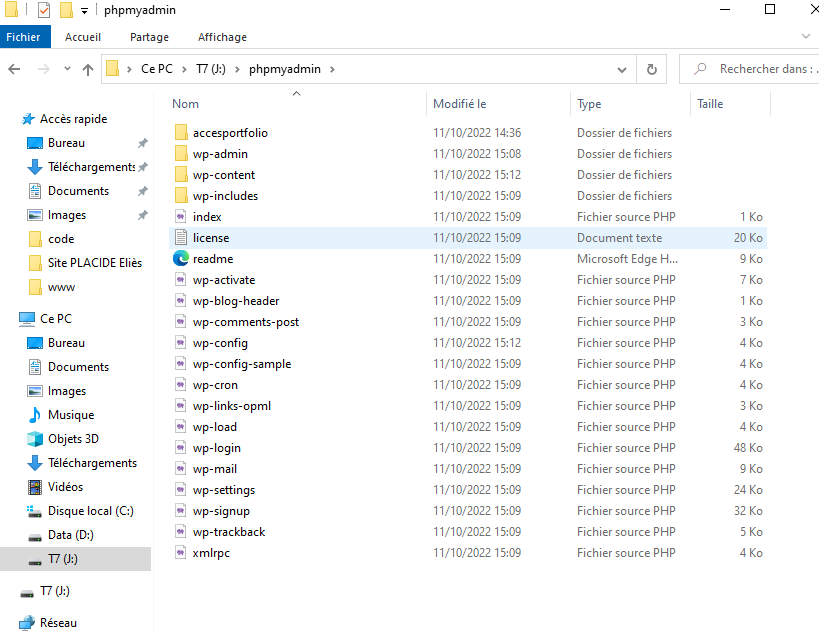 phpmyadmin
Fichier Accueil Partage Affichage
Ce PC > T7 (J:) > phpmyadmin >
Rechercher dans : .
Nom Modifié le Type Taille
Accès rapide
Bureau
Téléchargements
Documents
Images
code
Site PLACIDE Eliès
www
Ce PC
Bureau
Documents
Images
Musique
Objets 3D
Téléchargements
Vidéos
Disque local (C:)
Data (D:)
T7 (J:)
T7 (J:)
Réseau
accesportfolio 11/10/2022 14:36 Dossier de fichiers
wp-admin 11/10/2022 15:08 Dossier de fichiers
wp-content 11/10/2022 15:12 Dossier de fichiers
wp-includes 11/10/2022 15:09 Dossier de fichiers
index 11/10/2022 15:09 Fichier source PHP 1 Ko
license 11/10/2022 15:09 Document texte 20 Ko
readme 11/10/2022 15:09 Microsoft Edge H... 9 Ko
wp-activate 11/10/2022 15:09 Fichier source PHP 7 Ko
wp-blog-header 11/10/2022 15:09 Fichier source PHP 1 Ko
wp-comments-post 11/10/2022 15:09 Fichier source PHP 3 Ko
wp-config 11/10/2022 15:12 Fichier source PHP 4 Ko
wp-config-sample 11/10/2022 15:09 Fichier source PHP 4 Ko
wp-cron 11/10/2022 15:09 Fichier source PHP 4 Ko
wp-links-opml 11/10/2022 15:09 Fichier source PHP 3 Ko
wp-load 11/10/2022 15:09 Fichier source PHP 4 Ko
wp-login 11/10/2022 15:09 Fichier source PHP 48 Ko
wp-mail 11/10/2022 15:09 Fichier source PHP 9 Ko
wp-settings 11/10/2022 15:09 Fichier source PHP 24 Ko
wp-signup 11/10/2022 15:09 Fichier source PHP 32 Ko
wp-trackback 11/10/2022 15:09 Fichier source PHP 5 Ko
xmlrpc 11/10/2022 15:09 Fichier source PHP 4 Ko